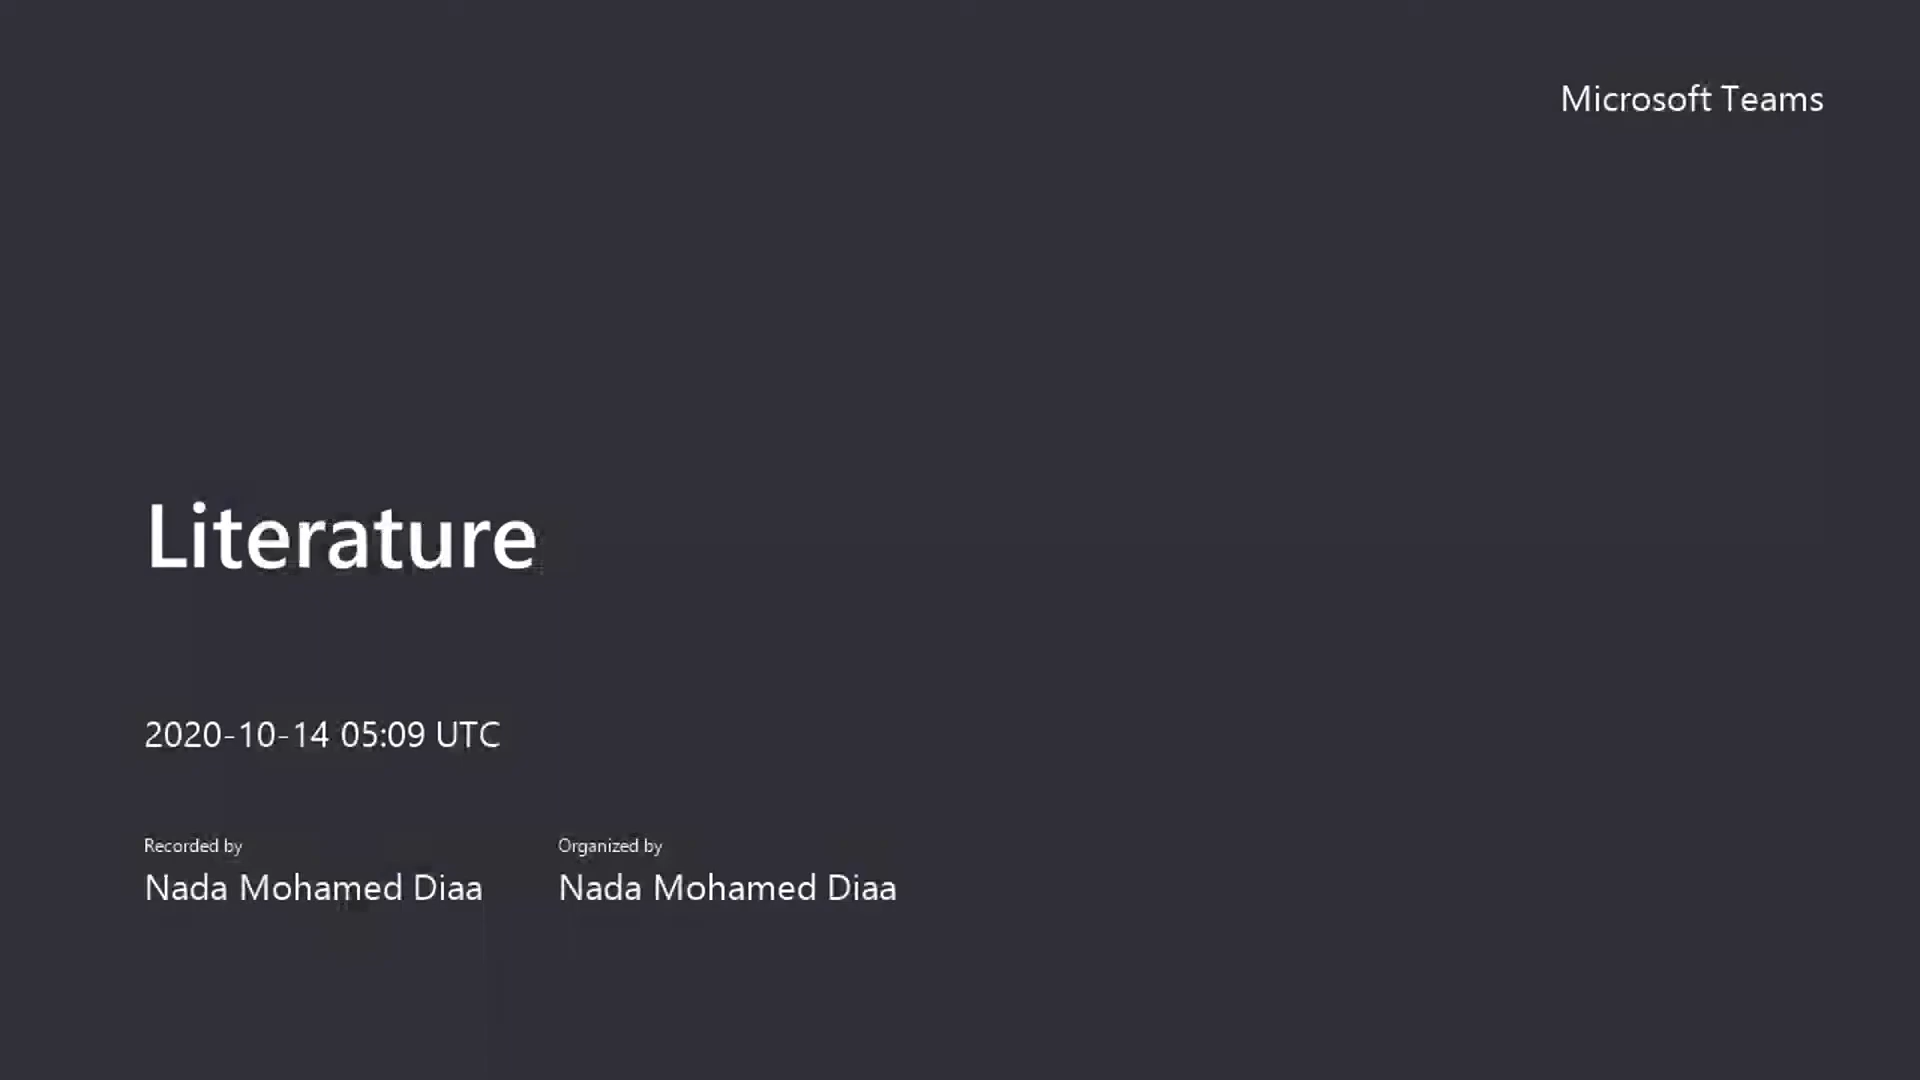 Microsoft Teams
Literature
2020-10-14 05:09 UTC
Recorded by
Nada Mohamed Diaa
Organized by
Nada Mohamed Diaa